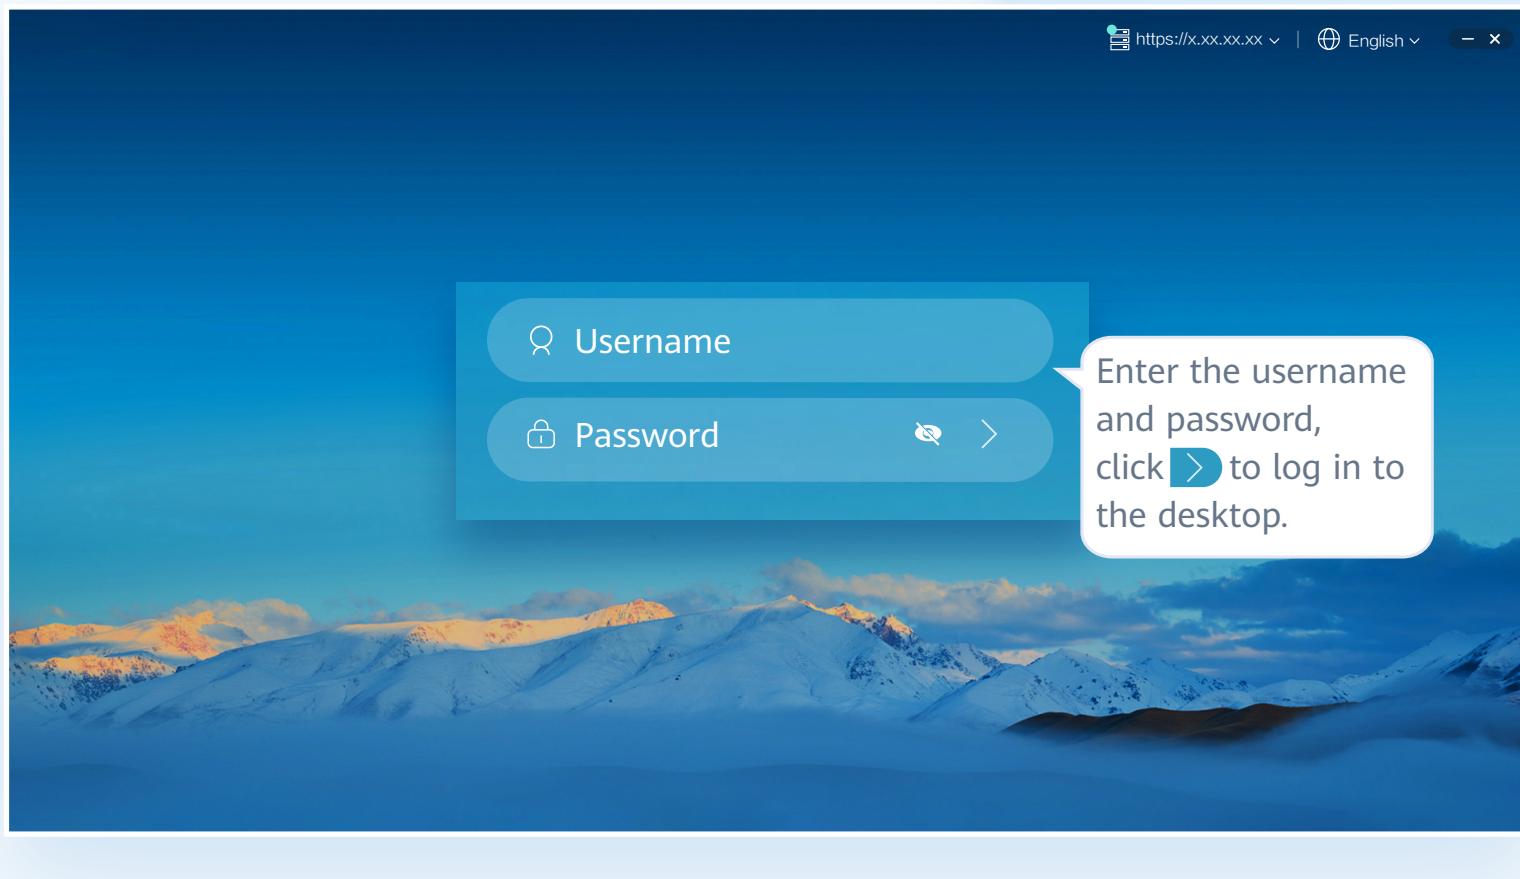 https://x.xx.xx.xx
English
Username
Password
Enter the username
and password,
click > to log in to
the desktop.